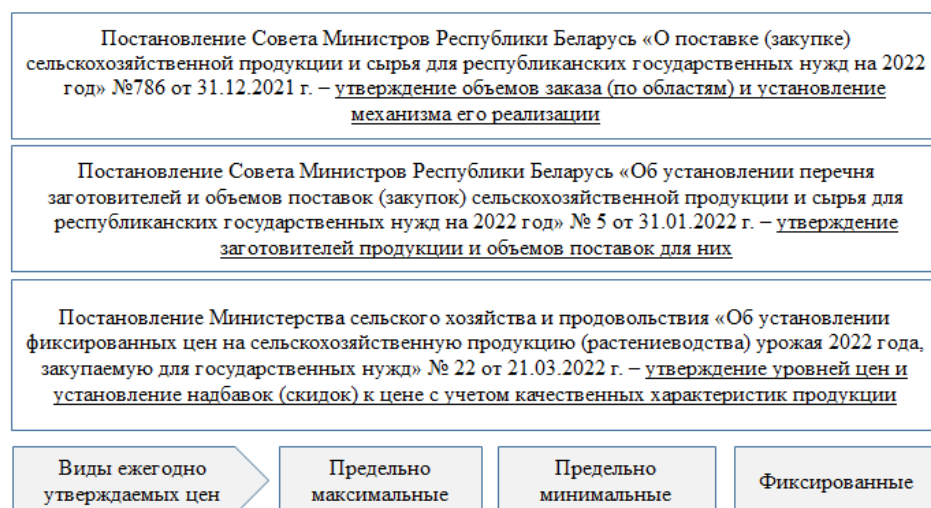 Постановление Совета Министров Республики Беларусь «О поставке (закупке)
сельскохозяйственной продукции и сырья для республиканских государственных нужд на 2022
год» №786 от 31.12.2021 г. – утверждение объемов заказа (по областям) и установление
механизма его реализации
Постановление Совета Министров Республики Беларусь «Об установлении перечня
заготовителей и объемов поставок (закупок) сельскохозяйственной продукции и сырья для
республиканских государственных нужд на 2022 год» № 5 от 31.01.2022 г. – утверждение
заготовителей продукции и объемов поставок для них
Постановление Министерства сельского хозяйства и продовольствия «Об установлении
фиксированных цен на сельскохозяйственную продукцию (растениеводства) урожая 2022 года,
закупаемую для государственных нужд» № 22 от 21.03.2022 г. – утверждение уровней цен и
установление надбавок (скидок) к цене с учетом качественных характеристик продукции
Виды ежегодно
утверждаемых цен
Предельно
максимальные
Предельно
минимальные
Фиксированные